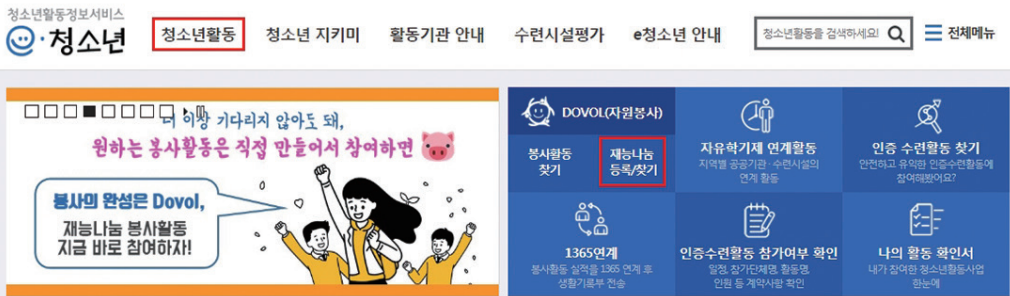 청소년활동정보서비스
e·청소년
청소년활동
청소년 지키미
활동기관 안내
수련시설평가
e청소년 안내
청소년활동을 검색하세요!
전체메뉴
더 이상 기다리지 않아도 돼,
원하는 봉사활동은 직접 만들어서 참여하면
봉사의 완성은 Dovol,
재능나눔 봉사활동
지금 바로 참여하자!
DOVOL(자원봉사)
봉사활동
찾기
재능나눔
등록/찾기
자유학기제 연계활동
지역별 공공기관·수련시설의
연계 활동
인증 수련활동 찾기
안전하고 유익한 인증수련활동에
참여해봤어요?
1365연계
봉사활동 실적을 1365 연계 후
생활기록부 전송
인증수련활동 참가여부 확인
일정, 참가단체명, 활동명,
인원 등 계약사항 확인
나의 활동 확인서
내가 참여한 청소년활동사업
한눈에